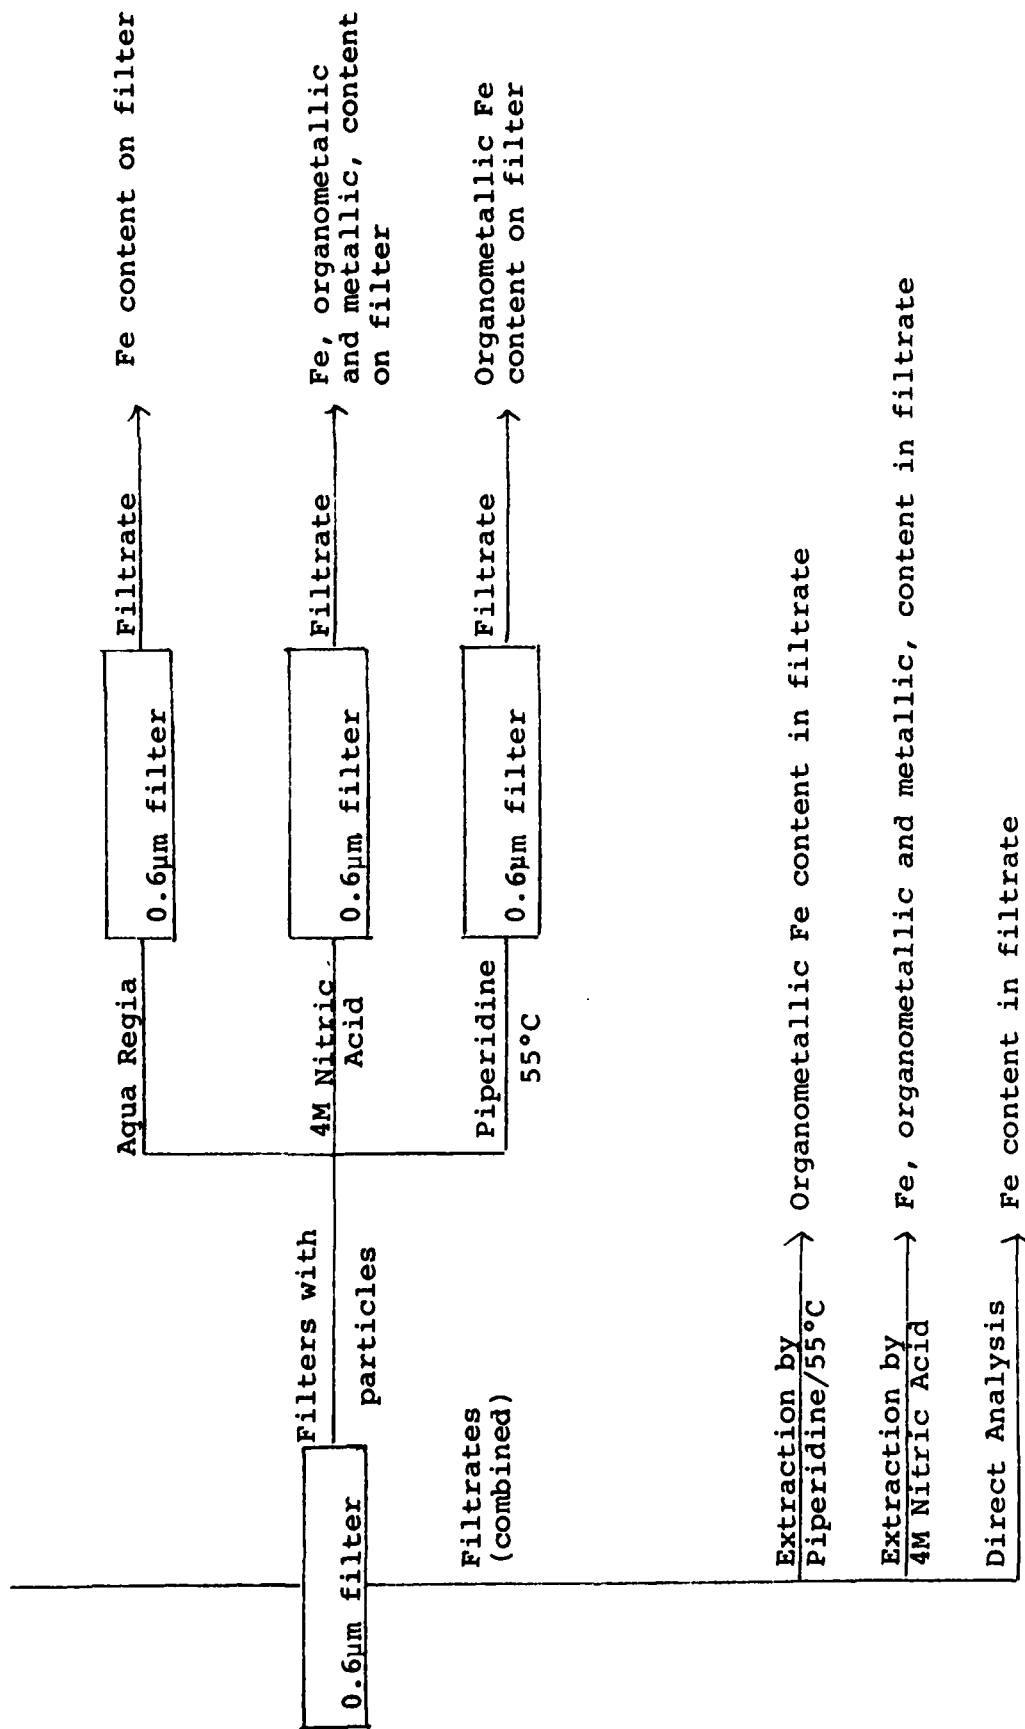 0.6µm filter
Filters with
particles
Aqua Regia
0.6µm filter
Filtrate
Fe content on filter
4M Nitric
Acid
0.6µm filter
Filtrate
Fe, organometallic
and metallic, content
on filter
Piperidine
55°C
0.6µm filter
Filtrate
Organometallic Fe
content on filter
Filtrates
(combined)
Extraction by
Piperidine/55°C
Organometallic Fe content in filtrate
Extraction by
4M Nitric Acid
Fe, organometallic and metallic, content in filtrate
Direct Analysis
Fe content in filtrate